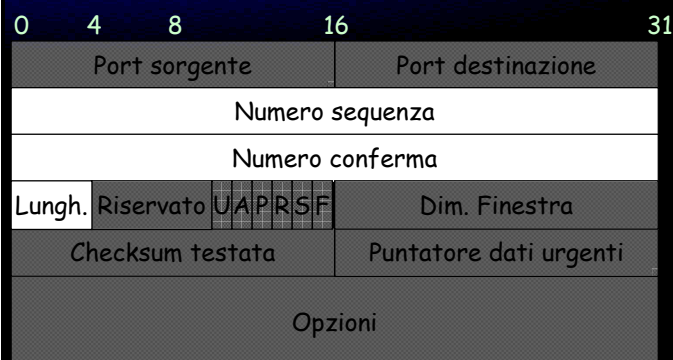 0 4 8 16 31
Port sorgente Port destinazione
Numero sequenza
Numero conferma
Lungh. Riservato U A P R S F Dim. Finestra
Checksum testata Puntatore dati urgenti
Opzioni